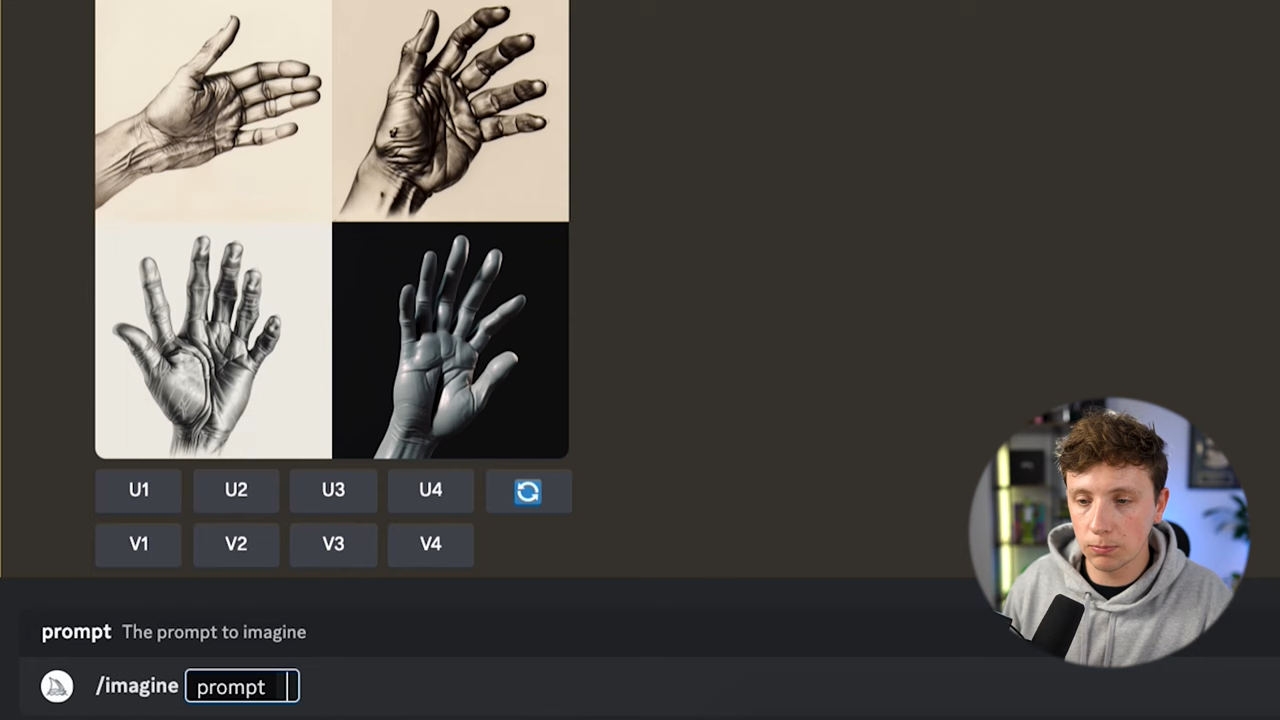 U1 U2 U3 U4
V1 V2 V3 V4
prompt The prompt to imagine
/imagine prompt